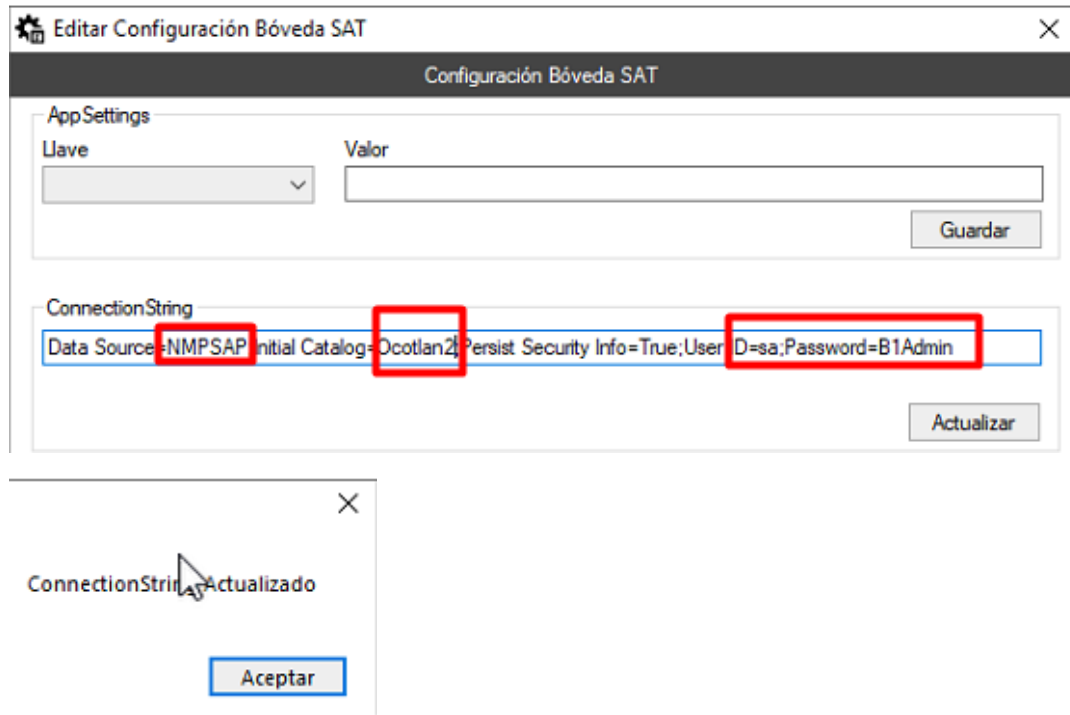 Editar Configuración Bóveda SAT
Configuración Bóveda SAT
AppSettings
Llave Valor
Guardar
ConnectionString
Data Source=NMPSAP Initial Catalog=Ocotlan2;Persist Security Info=True;User ID=sa;Password=B1Admin
Actualizar
ConnectionString Actualizado
Aceptar